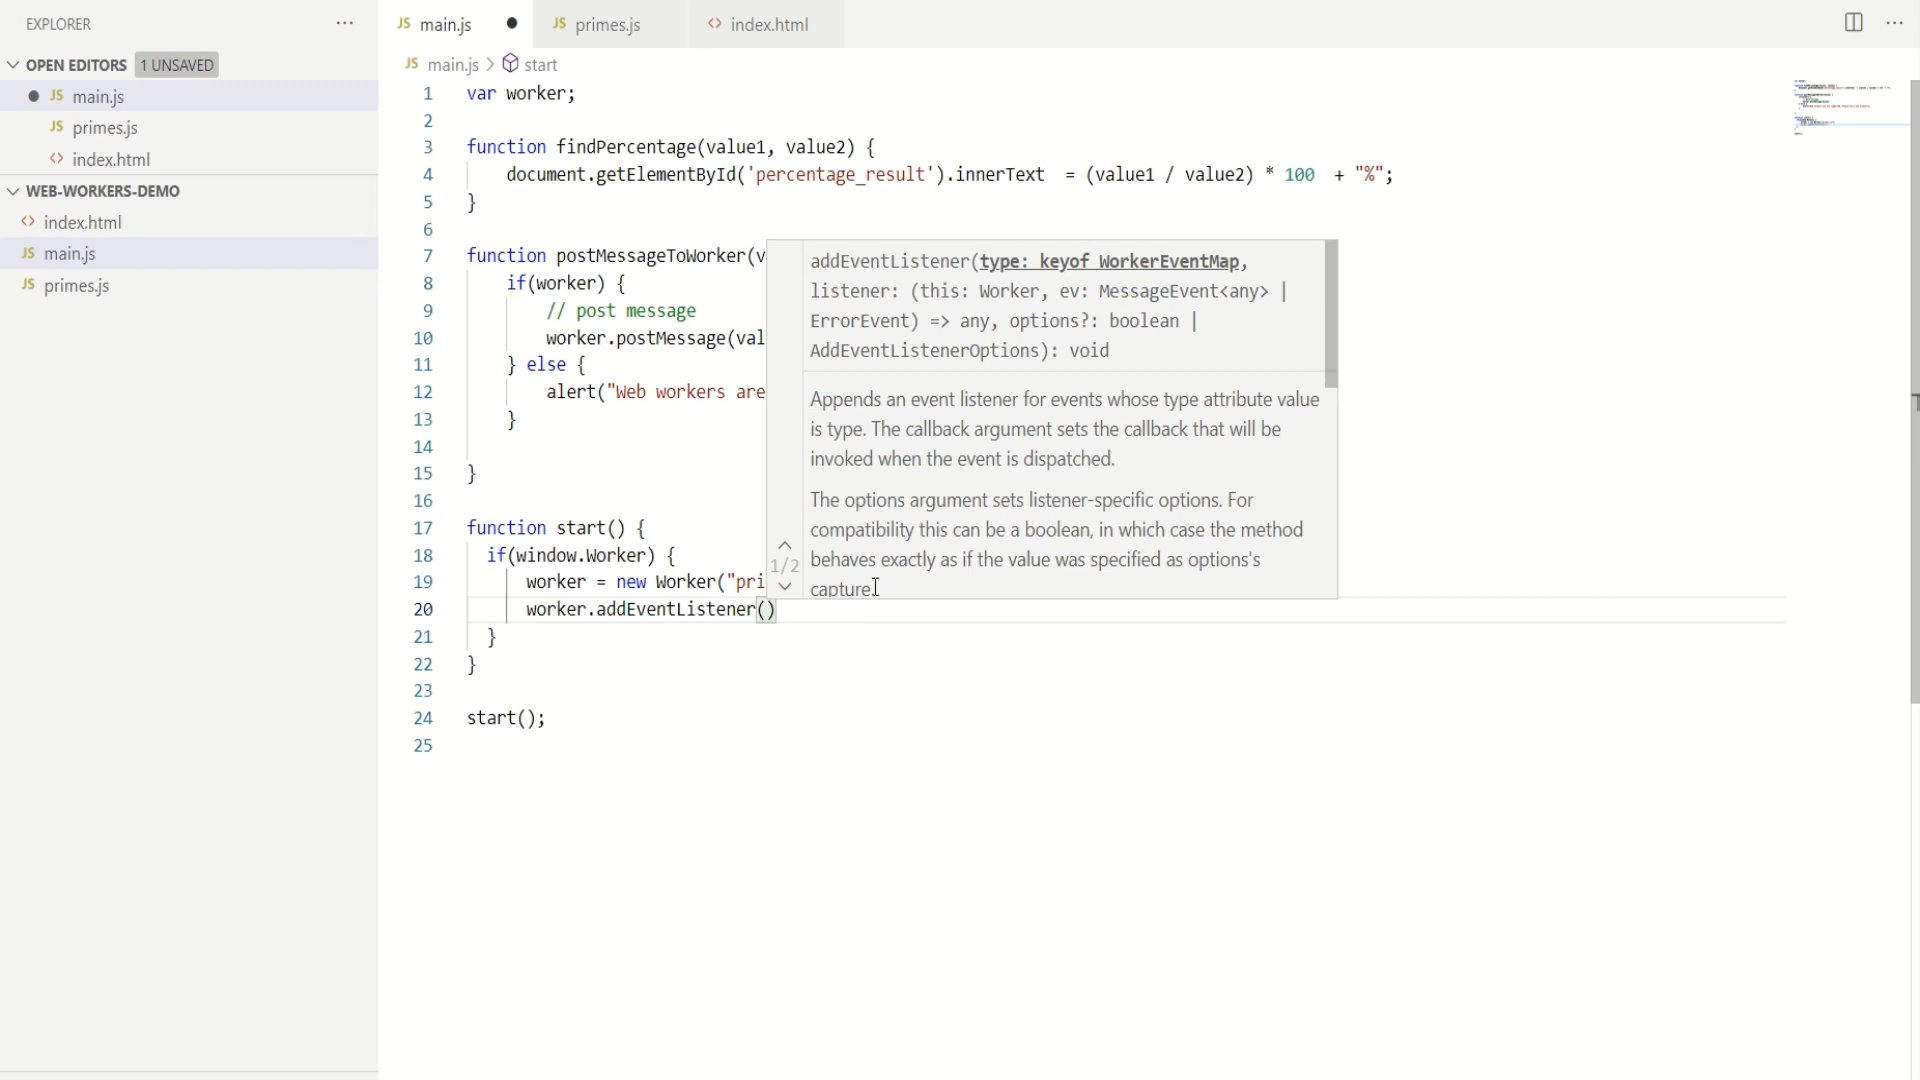 EXPLORER
OPEN EDITORS 1 UNSAVED
JS main.js
JS primes.js
<> index.html
WEB-WORKERS-DEMO
<> index.html
JS main.js
JS primes.js
JS main.js
JS primes.js
<> index.html
JS main.js > start
1 var worker;
2
3 function findPercentage(value1, value2) {
4 document.getElementById('percentage_result').innerText = (value1 / value2) * 100 + "%";
5 }
6
7 function postMessageToWorker(v
8 if(worker) {
9 // post message
10 worker.postMessage(val
11 } else {
12 alert("Web workers are
13 }
14
15 }
16
17 function start() {
18 if(window.Worker) {
19 worker = new Worker("pri
20 worker.addEventListener()
21 }
22 }
23
24 start();
25
addEventListener(type: keyof WorkerEventMap,
listener: (this: Worker, ev: MessageEvent<any> |
ErrorEvent) => any, options?: boolean |
AddEventListenerOptions): void
Appends an event listener for events whose type attribute value
is type. The callback argument sets the callback that will be
invoked when the event is dispatched.
The options argument sets listener-specific options. For
compatibility this can be a boolean, in which case the method
behaves exactly as if the value was specified as options's
capture.
1/2